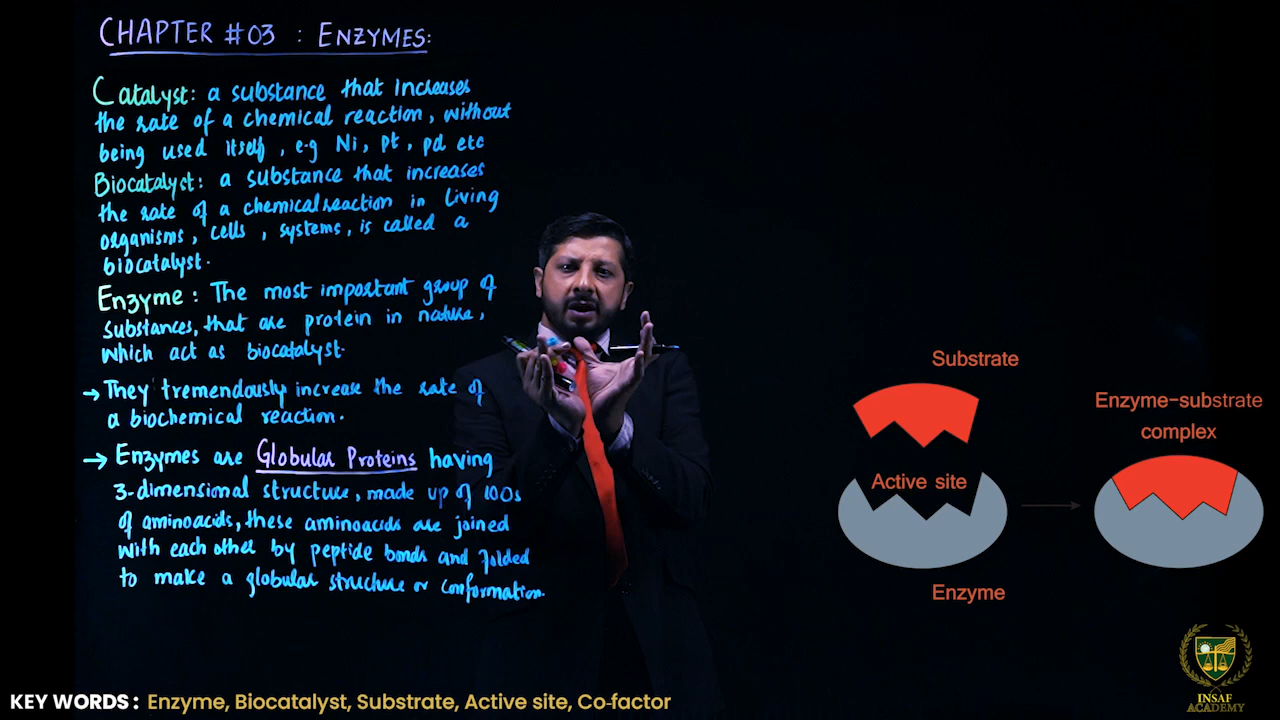 CHAPTER #03 : ENZYMES:
Catalyst: a substance that increases
the rate of a chemical reaction, without
being used itself, e.g Ni, Pt, pd etc
Biocatalyst: a substance that increases
the rate of a chemical reaction in Living
organisms, cells, systems, is called a
biocatalyst.
Enzyme: The most important group of
substances, that are protein in nature,
which act as biocatalyst.
→ They tremendously increase the rate of
a biochemical reaction.
→ Enzymes are Globular Proteins having
3-dimensional structure, made up of 100s
of aminoacids, these aminoacids are joined
with each other by peptide bonds and folded
to make a globular structure or conformation.
Substrate
Active site
Enzyme
Enzyme-substrate
complex
INSAF
ACADEMY
KEY WORDS: Enzyme, Biocatalyst, Substrate, Active site, Co-factor